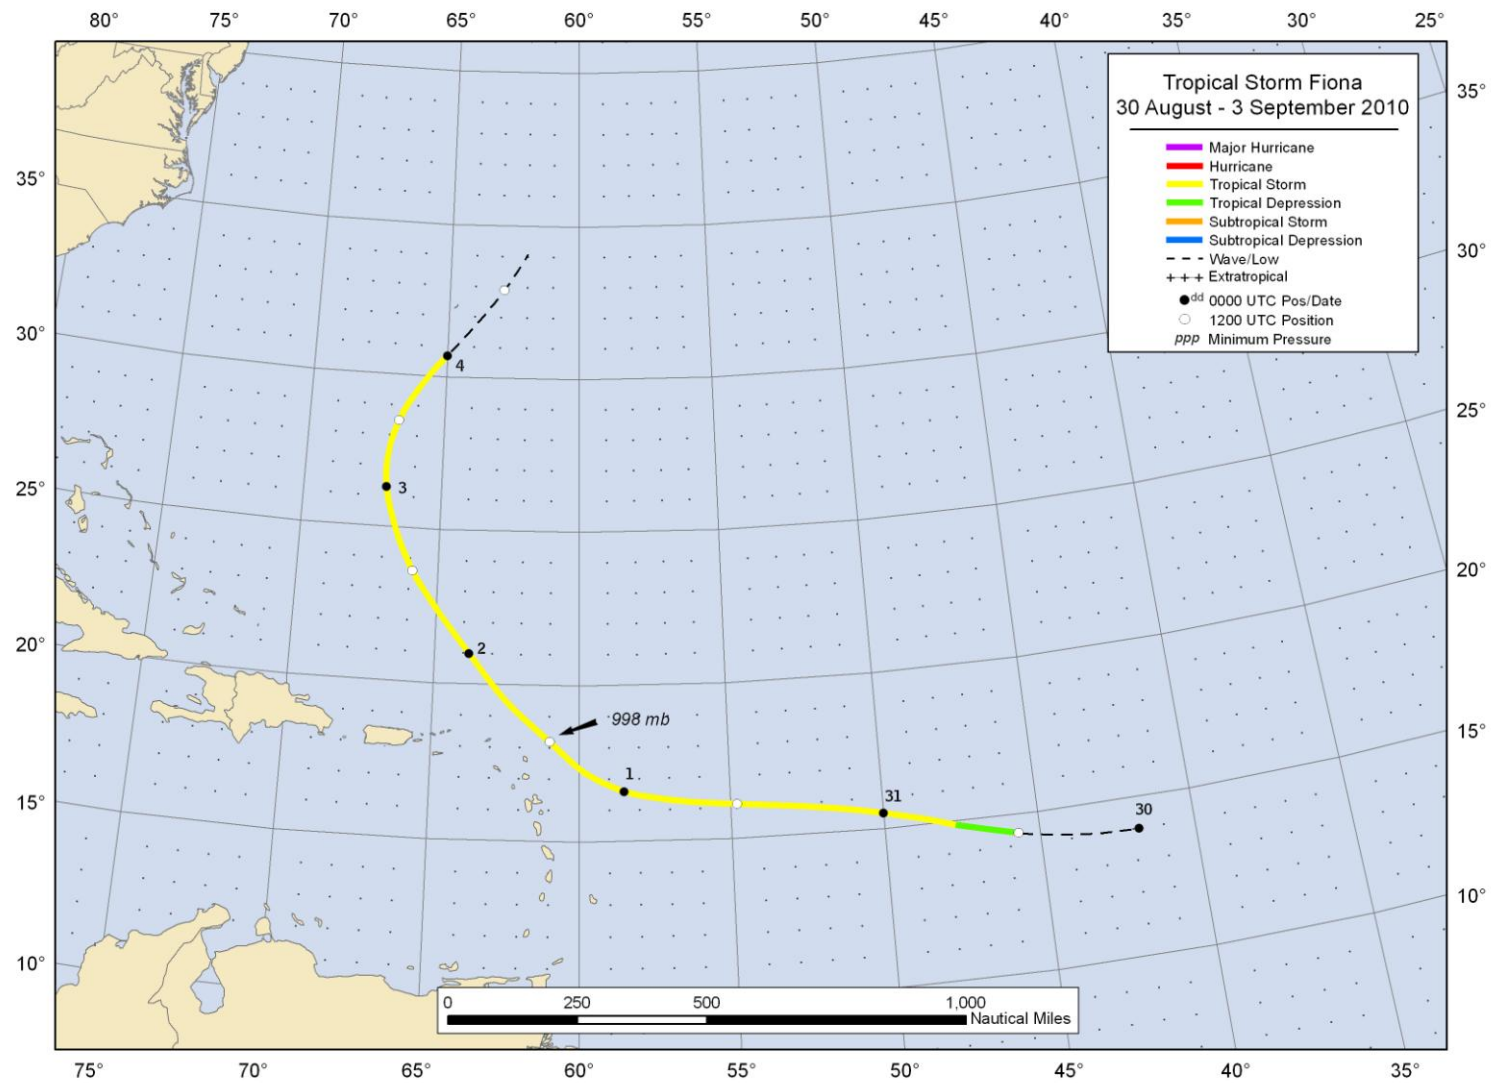 80° 75° 70° 65° 60° 55° 50° 45° 40° 35° 30° 25°
Tropical Storm Fiona
30 August - 3 September 2010
Major Hurricane
Hurricane
Tropical Storm
Tropical Depression
Subtropical Storm
Subtropical Depression
Wave/Low
+++ Extratropical
dd 0000 UTC Pos/Date
1200 UTC Position
ppp Minimum Pressure
35°
35°
30°
30°
4
25°
25°
3
20°
20°
2
998 mb
15°
1
31
30
15°
10°
10°
0 250 500 1,000
Nautical Miles
75° 70° 65° 60° 55° 50° 45° 40° 35°